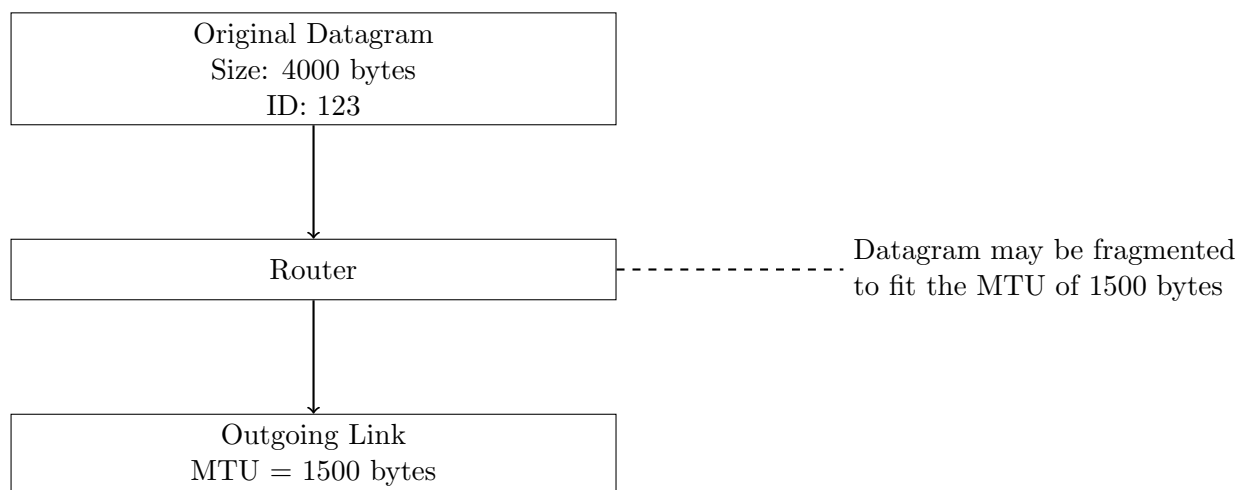 Original Datagram
Size: 4000 bytes
ID: 123
Router
Datagram may be fragmented
to fit the MTU of 1500 bytes
Outgoing Link
MTU = 1500 bytes